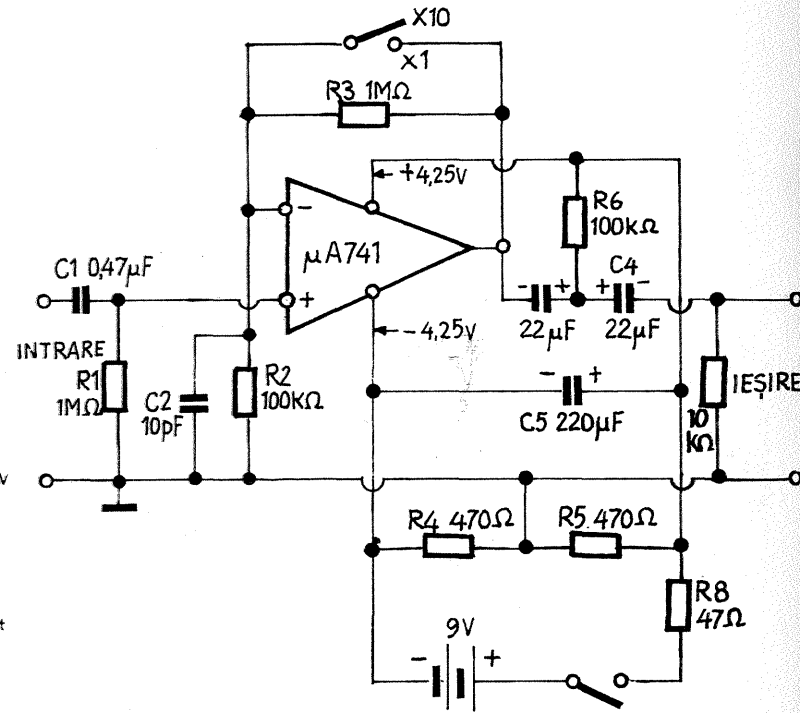 X10
X1
R3 1MΩ
+4,25V
R6
100KΩ
μA741
-
+
C1 0,47μF
C4
- +
+ -
22μF
22μF
-4,25V
INTRARE
R1
1MΩ
C2
10pF
R2
100KΩ
- +
C5 220μF
10
KΩ
IEȘIRE
V
R4 470Ω
R5.470Ω
R8
47Ω
9V
- +
t